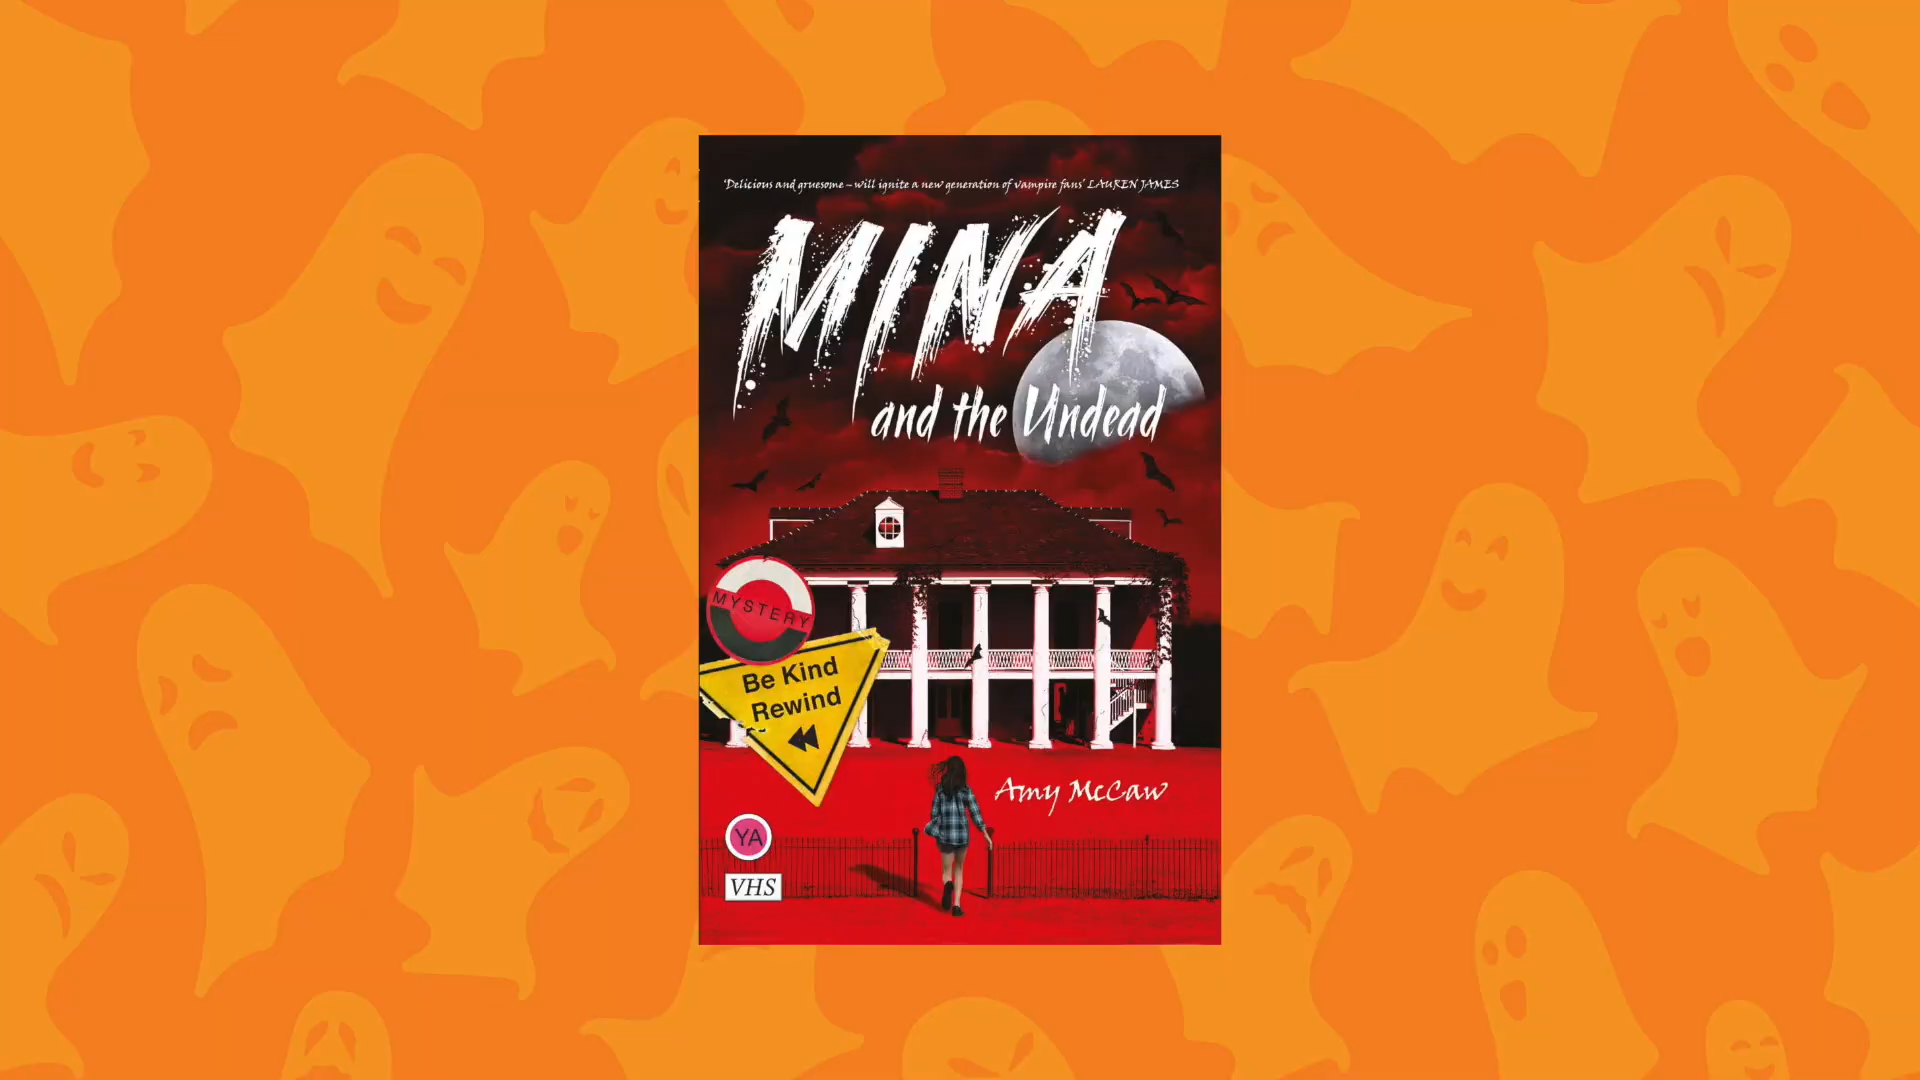 'Delicious and gruesome – will ignite a new generation of vampire fans' LAUREN JAMES
MINA
and the Undead
MYSTERY
Be Kind
Rewind
Amy McCaw
YA
VHS